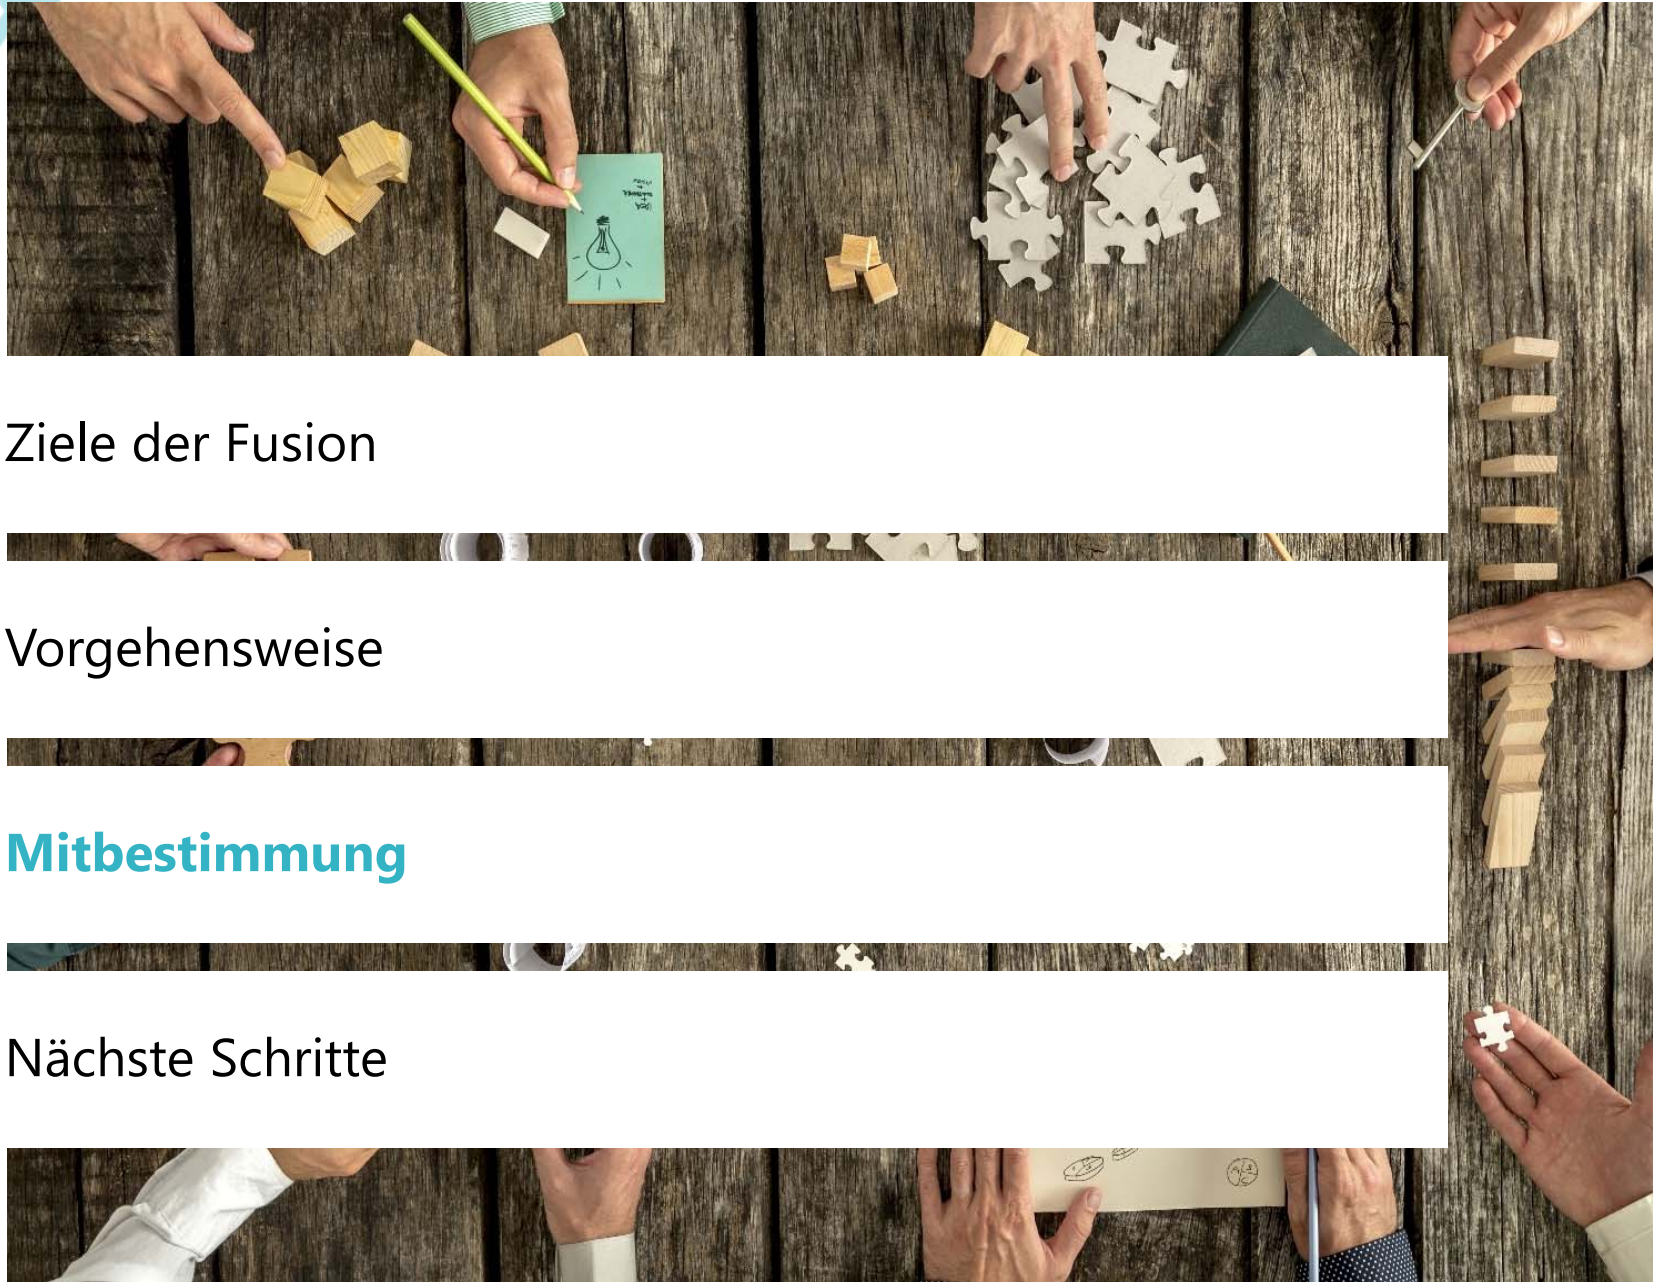 Ziele der Fusion
Vorgehensweise
Mitbestimmung
Nächste Schritte